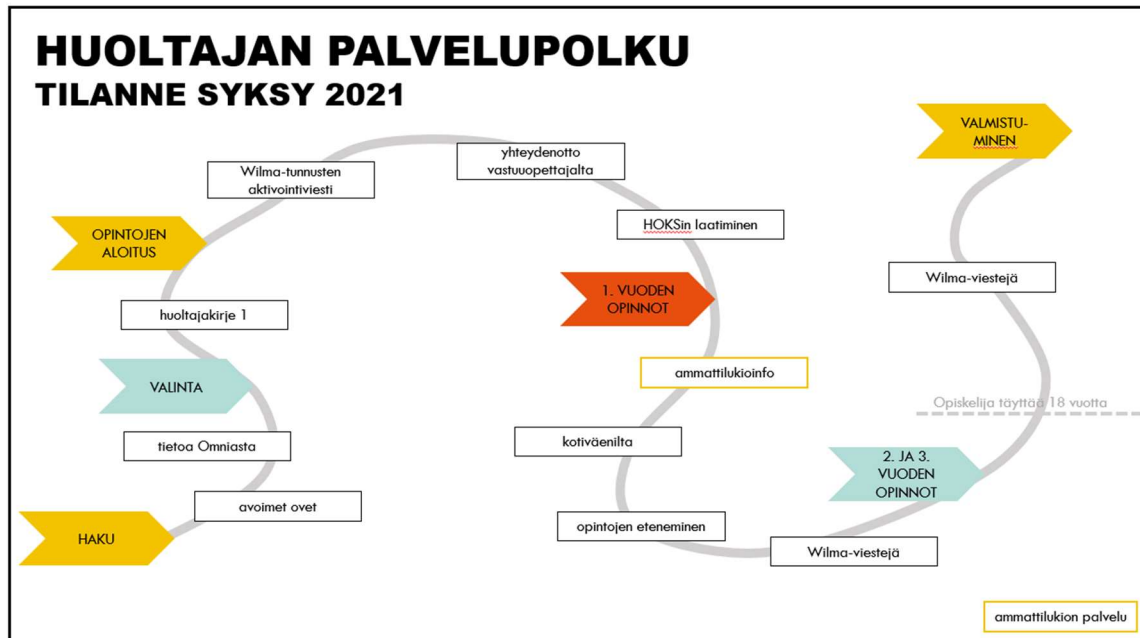 HUOLTAJAN PALVELUPOLKU
TILANNE SYKSY 2021
VALMISTU-
MINEN
yhteydenotto
vastuuopettajalta
Wilma-tunnusten
aktivointiviesti
HOKSin laatiminen
OPINTOJEN
ALOITUS
Wilma-viestejä
1. VUODEN
OPINNOT
huoltajakirje 1
ammattilukioinfo
VALINTA
Opiskelija täyttää 18 vuotta
kotiväenilta
tietoa Omniasta
2. JA 3.
VUODEN
OPINNOT
avoimet ovet
opintojen eteneminen
HAKU
Wilma-viestejä
ammattilukion palvelu